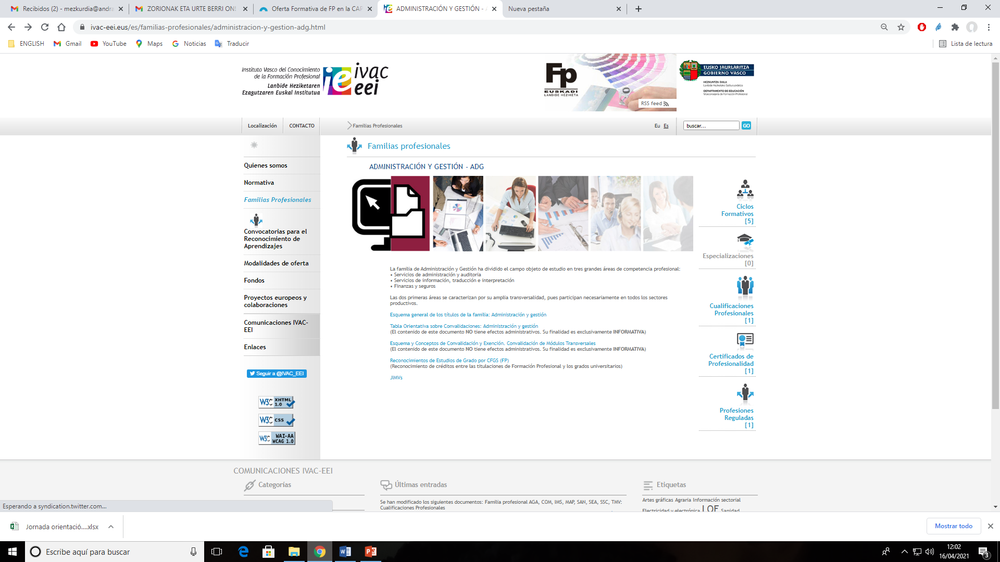 Recibidos (2) - mezkurdia@andra
ZORIONAK ETA URTE BERRI ON!
Oferta Formativa de FP en la CAP
ADMINISTRACIÓN Y GESTIÓN -
Nueva pestaña
ivac-eei.eus/es/familias-profesionales/administracion-y-gestion-adg.html
ENGLISH
Gmail
YouTube
Maps
Noticias
Traducir
Lista de lectura
Instituto Vasco del Conocimiento
de la Formación Profesional
Lanbide Heziketaren
Ezagutzaren Euskal Institutua
ie
ivac
eei
Fp
EUSKADI
LANBIDE HEZIKETA
RSS feed
EUSKO JAURLARITZA
GOBIERNO VASCO
HEZKUNTZA SAILA
Lanbide Heziketako Sailburuordetza
DEPARTAMENTO DE EDUCACIÓN
Viceconsejería de Formación Profesional
Localización
CONTACTO
Familias Profesionales
Eu Es
buscar...
GO
Quienes somos
Normativa
Familias Profesionales
Convocatorias para el
Reconocimiento de
Aprendizajes
Modalidades de oferta
Fondos
Proyectos europeos y
colaboraciones
Comunicaciones IVAC-
EEI
Enlaces
Seguir a @IVAC_EEI
W3C XHTML 1.0
W3C CSS
W3C WAI-AA WCAG 1.0
Familias profesionales
ADMINISTRACIÓN Y GESTIÓN - ADG
La familia de Administración y Gestión ha dividido el campo objeto de estudio en tres grandes áreas de competencia profesional:
• Servicios de administración y auditoria
• Servicios de información, traducción e interpretación
• Finanzas y seguros
Las dos primeras áreas se caracterizan por su amplia transversalidad, pues participan necesariamente en todos los sectores
productivos.
Esquema general de los títulos de la familia: Administración y gestión
Tabla Orientativa sobre Convalidaciones: Administración y gestión
(El contenido de este documento NO tiene efectos administrativos. Su finalidad es exclusivamente INFORMATIVA)
Esquema y Conceptos de Convalidación y Exención. Convalidación de Módulos Transversales
(El contenido de este documento NO tiene efectos administrativos. Su finalidad es exclusivamente INFORMATIVA)
Reconocimientos de Estudios de Grado por CFGS (FP)
(Reconocimiento de créditos entre las titulaciones de Formación Profesional y los grados universitarios)
JIMVs
Ciclos
Formativos
[5]
Especializaciones
[0]
Cualificaciones
Profesionales
[1]
Certificados de
Profesionalidad
[1]
Profesiones
Reguladas
[1]
COMUNICACIONES IVAC-EEI
Categorías
Últimas entradas
Se han modificado los siguientes documentos: Familia profesional AGA, COM, IMS, MAP, SAN, SEA, SSC, TMV:
Cualificaciones Profesionales
Etiquetas
Artes gráficas Agraria Información sectorial
Electricidad y electrónica LOE Sanidad
Esperando a syndication.twitter.com...
Jornada orientació....xlsx
Mostrar todo
Escribe aquí para buscar
12:02
16/04/2021
3